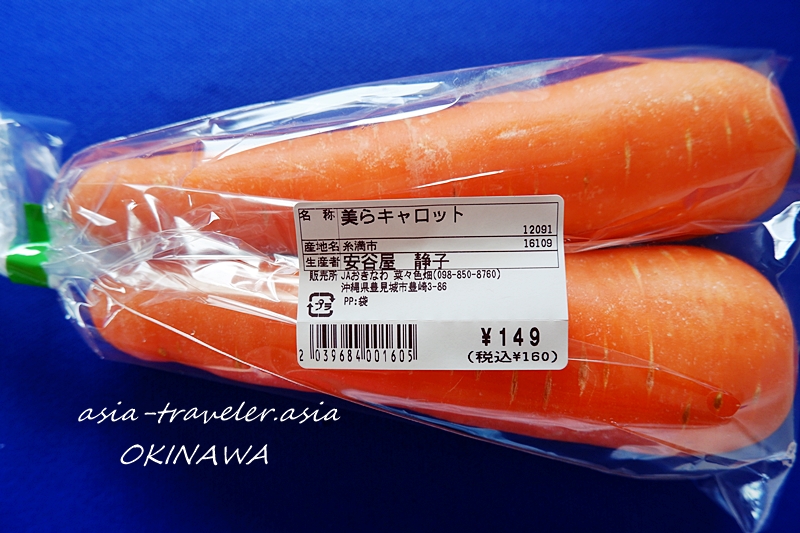 名 称 美らキャロット
12091
産地名 糸満市 16109
生産者 安谷屋 静子
販売所 JAおきなわ 菜々色畑(098-850-8760)
沖縄県豊見城市豊崎3-86
プラ PP:袋
¥149
(税込¥160)
2 039684 001605
asia-traveler.asia
OKINAWA